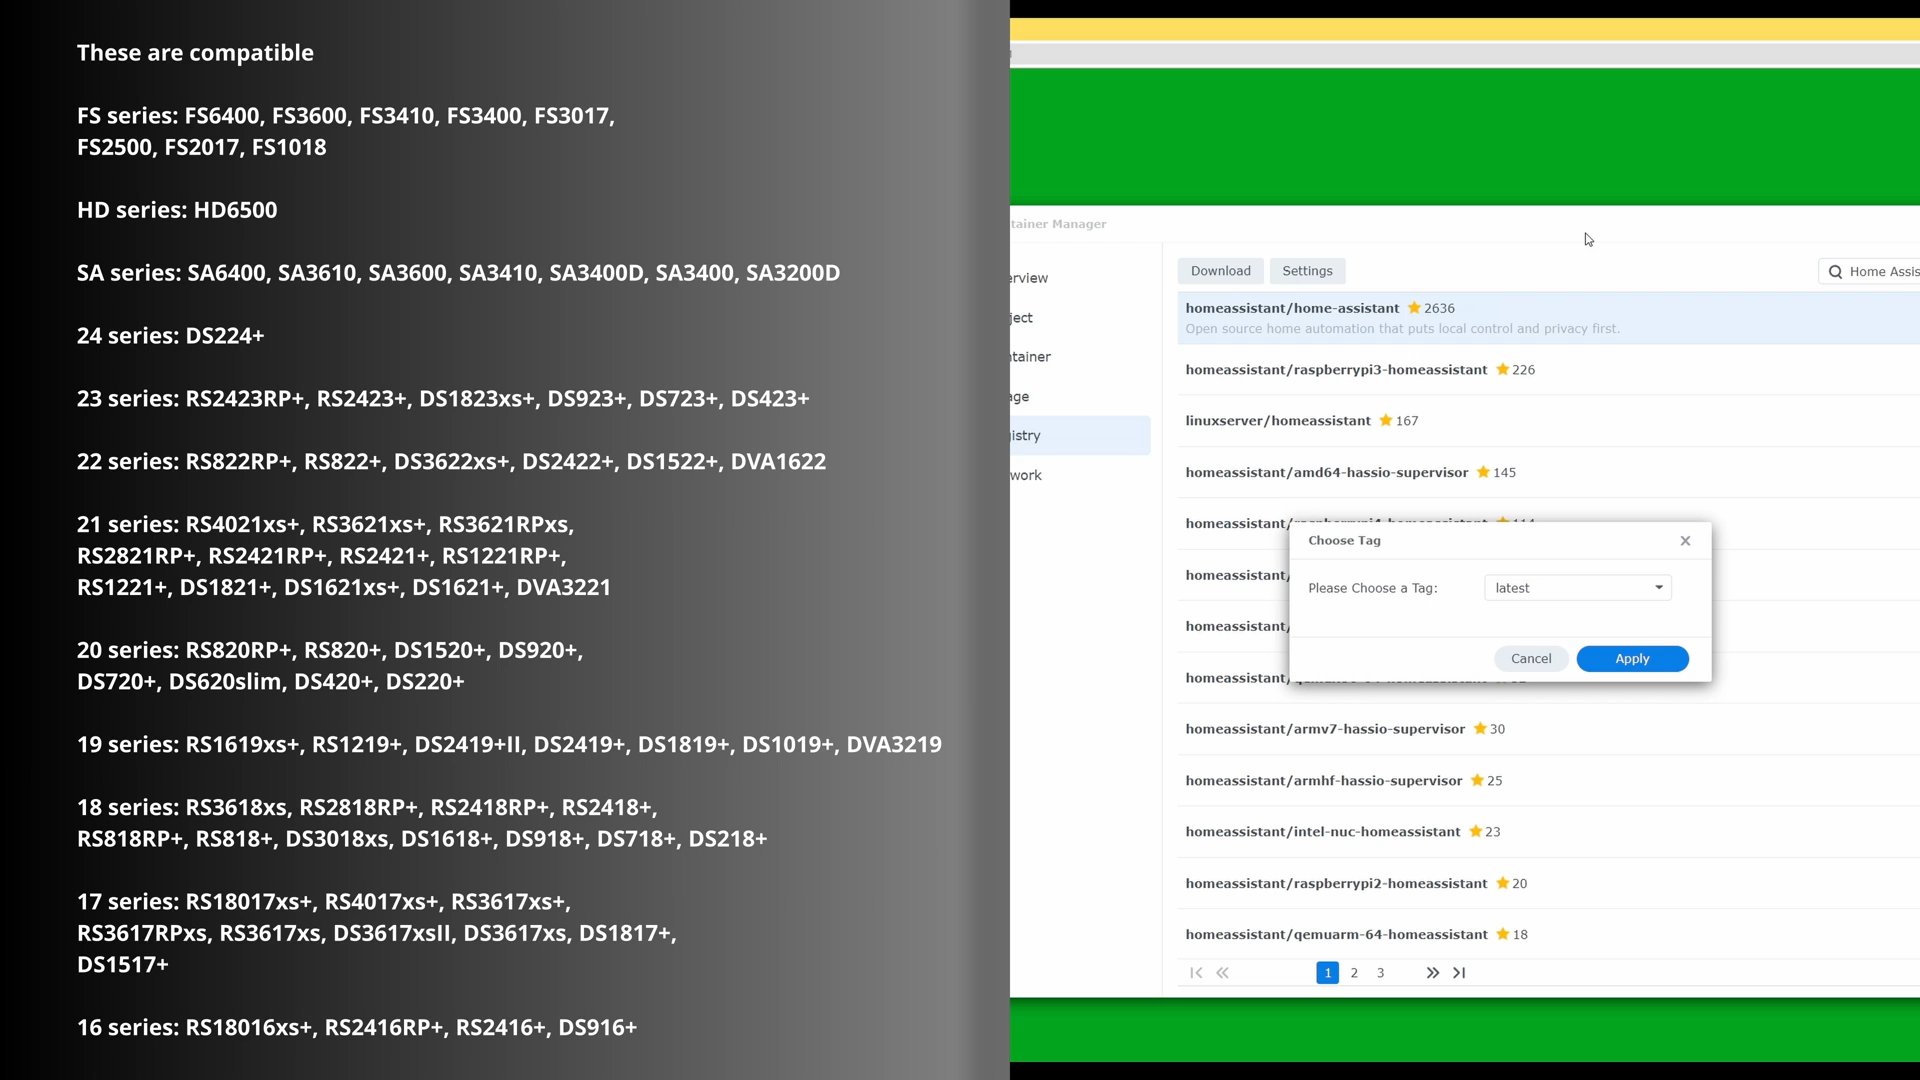 These are compatible
FS series: FS6400, FS3600, FS3410, FS3400, FS3017,
FS2500, FS2017, FS1018
HD series: HD6500
SA series: SA6400, SA3610, SA3600, SA3410, SA3400D, SA3400, SA3200D
24 series: DS224+
23 series: RS2423RP+, RS2423+, DS1823xs+, DS923+, DS723+, DS423+
22 series: RS822RP+, RS822+, DS3622xs+, DS2422+, DS1522+, DVA1622
21 series: RS4021xs+, RS3621xs+, RS3621RPxs,
RS2821RP+, RS2421RP+, RS2421+, RS1221RP+,
RS1221+, DS1821+, DS1621xs+, DS1621+, DVA3221
20 series: RS820RP+, RS820+, DS1520+, DS920+,
DS720+, DS620slim, DS420+, DS220+
19 series: RS1619xs+, RS1219+, DS2419+II, DS2419+, DS1819+, DS1019+, DVA3219
18 series: RS3618xs, RS2818RP+, RS2418RP+, RS2418+,
RS818RP+, RS818+, DS3018xs, DS1618+, DS918+, DS718+, DS218+
17 series: RS18017xs+, RS4017xs+, RS3617xs+,
RS3617RPxs, RS3617xs, DS3617xsII, DS3617xs, DS1817+,
DS1517+
16 series: RS18016xs+, RS2416RP+, RS2416+, DS916+
tainer Manager
erview
ject
ntainer
age
gistry
work
Download
Settings
Home Assis
homeassistant/home-assistant 2636
Open source home automation that puts local control and privacy first.
homeassistant/raspberrypi3-homeassistant 226
linuxserver/homeassistant 167
homeassistant/amd64-hassio-supervisor 145
homeassistant/raspberrypi4-homeassistant 114
homeassistant/
homeassistant/
homeassistant/
Choose Tag
Please Choose a Tag:
latest
Cancel
Apply
homeassistant/armv7-hassio-supervisor 30
homeassistant/armhf-hassio-supervisor 25
homeassistant/intel-nuc-homeassistant 23
homeassistant/raspberrypi2-homeassistant 20
homeassistant/qemuarm-64-homeassistant 18
1 2 3